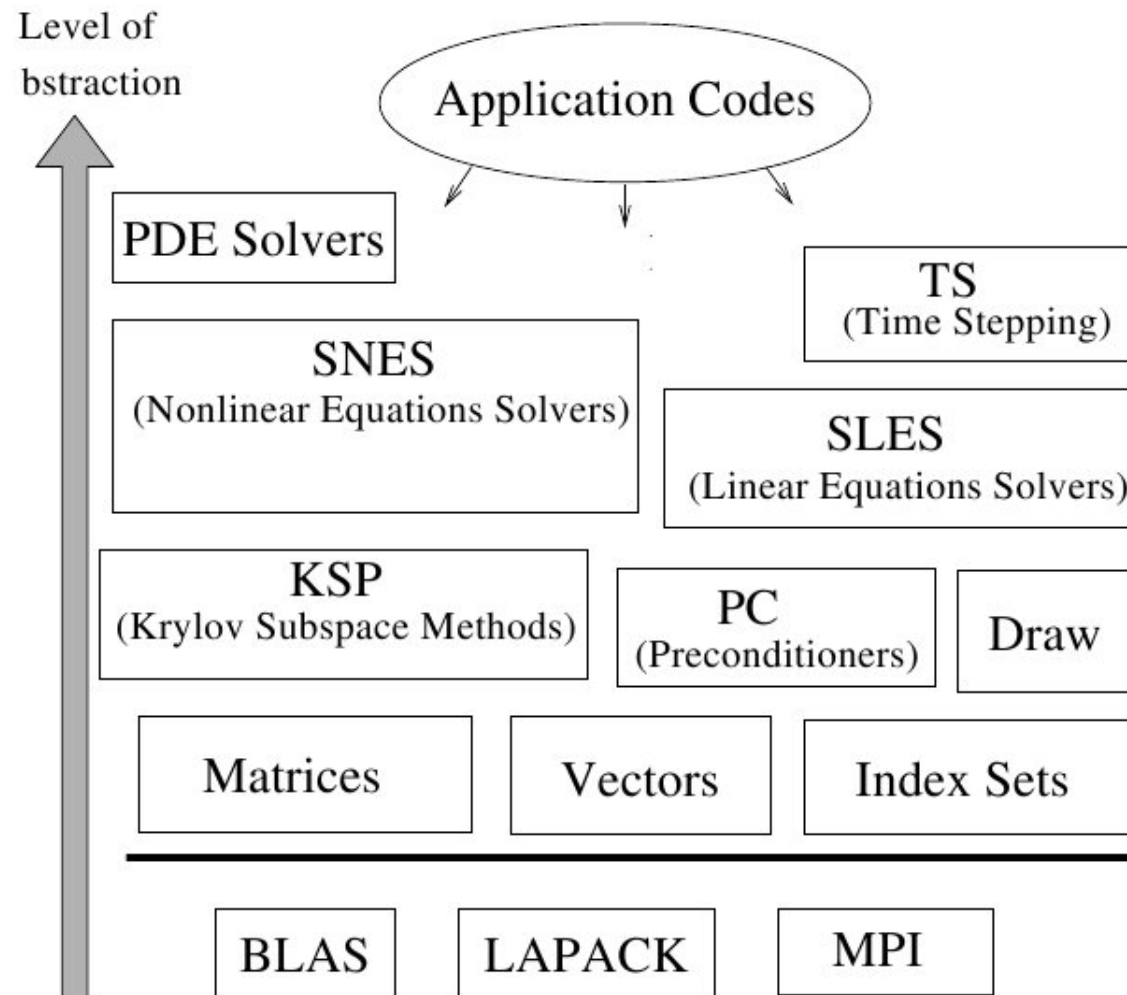 Level of
bstraction
Application Codes
PDE Solvers
TS
(Time Stepping)
SNES
(Nonlinear Equations Solvers)
SLES
(Linear Equations Solvers)
KSP
(Krylov Subspace Methods)
PC
(Preconditioners)
Draw
Matrices
Vectors
Index Sets
BLAS
LAPACK
MPI